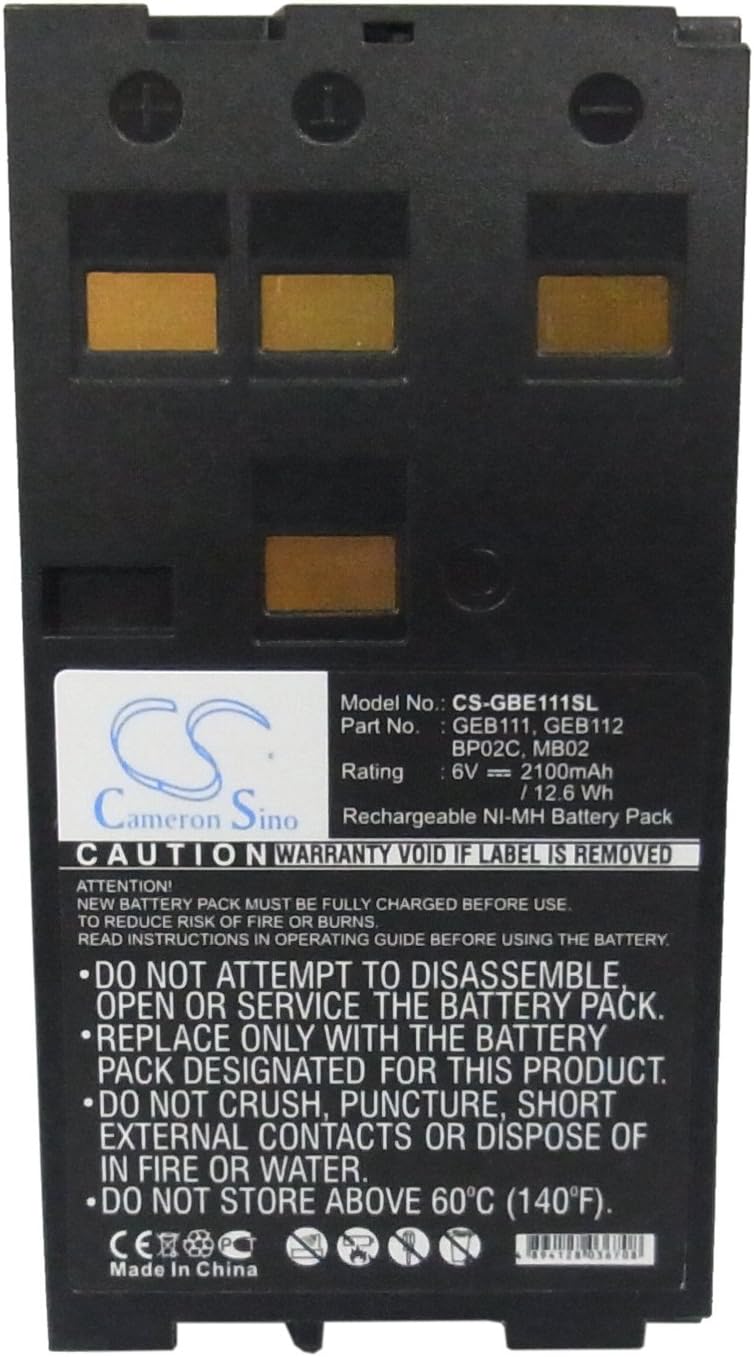 + T −
CS
Cameron Sino
Model No.: CS-GBE111SL
Part No. : GEB111, GEB112
BP02C, MB02
Rating : 6V 2100mAh
/ 12.6 Wh
Rechargeable NI-MH Battery Pack
CAUTION WARRANTY VOID IF LABEL IS REMOVED
ATTENTION!
NEW BATTERY PACK MUST BE FULLY CHARGED BEFORE USE.
TO REDUCE RISK OF FIRE OR BURNS.
READ INSTRUCTIONS IN OPERATING GUIDE BEFORE USING THE BATTERY.
•DO NOT ATTEMPT TO DISASSEMBLE,
OPEN OR SERVICE THE BATTERY PACK.
•REPLACE ONLY WITH THE BATTERY
PACK DESIGNATED FOR THIS PRODUCT.
•DO NOT CRUSH, PUNCTURE, SHORT
EXTERNAL CONTACTS OR DISPOSE OF
IN FIRE OR WATER.
•DO NOT STORE ABOVE 60°C (140°F).
CE PCT
Made In China
4 894128 036708